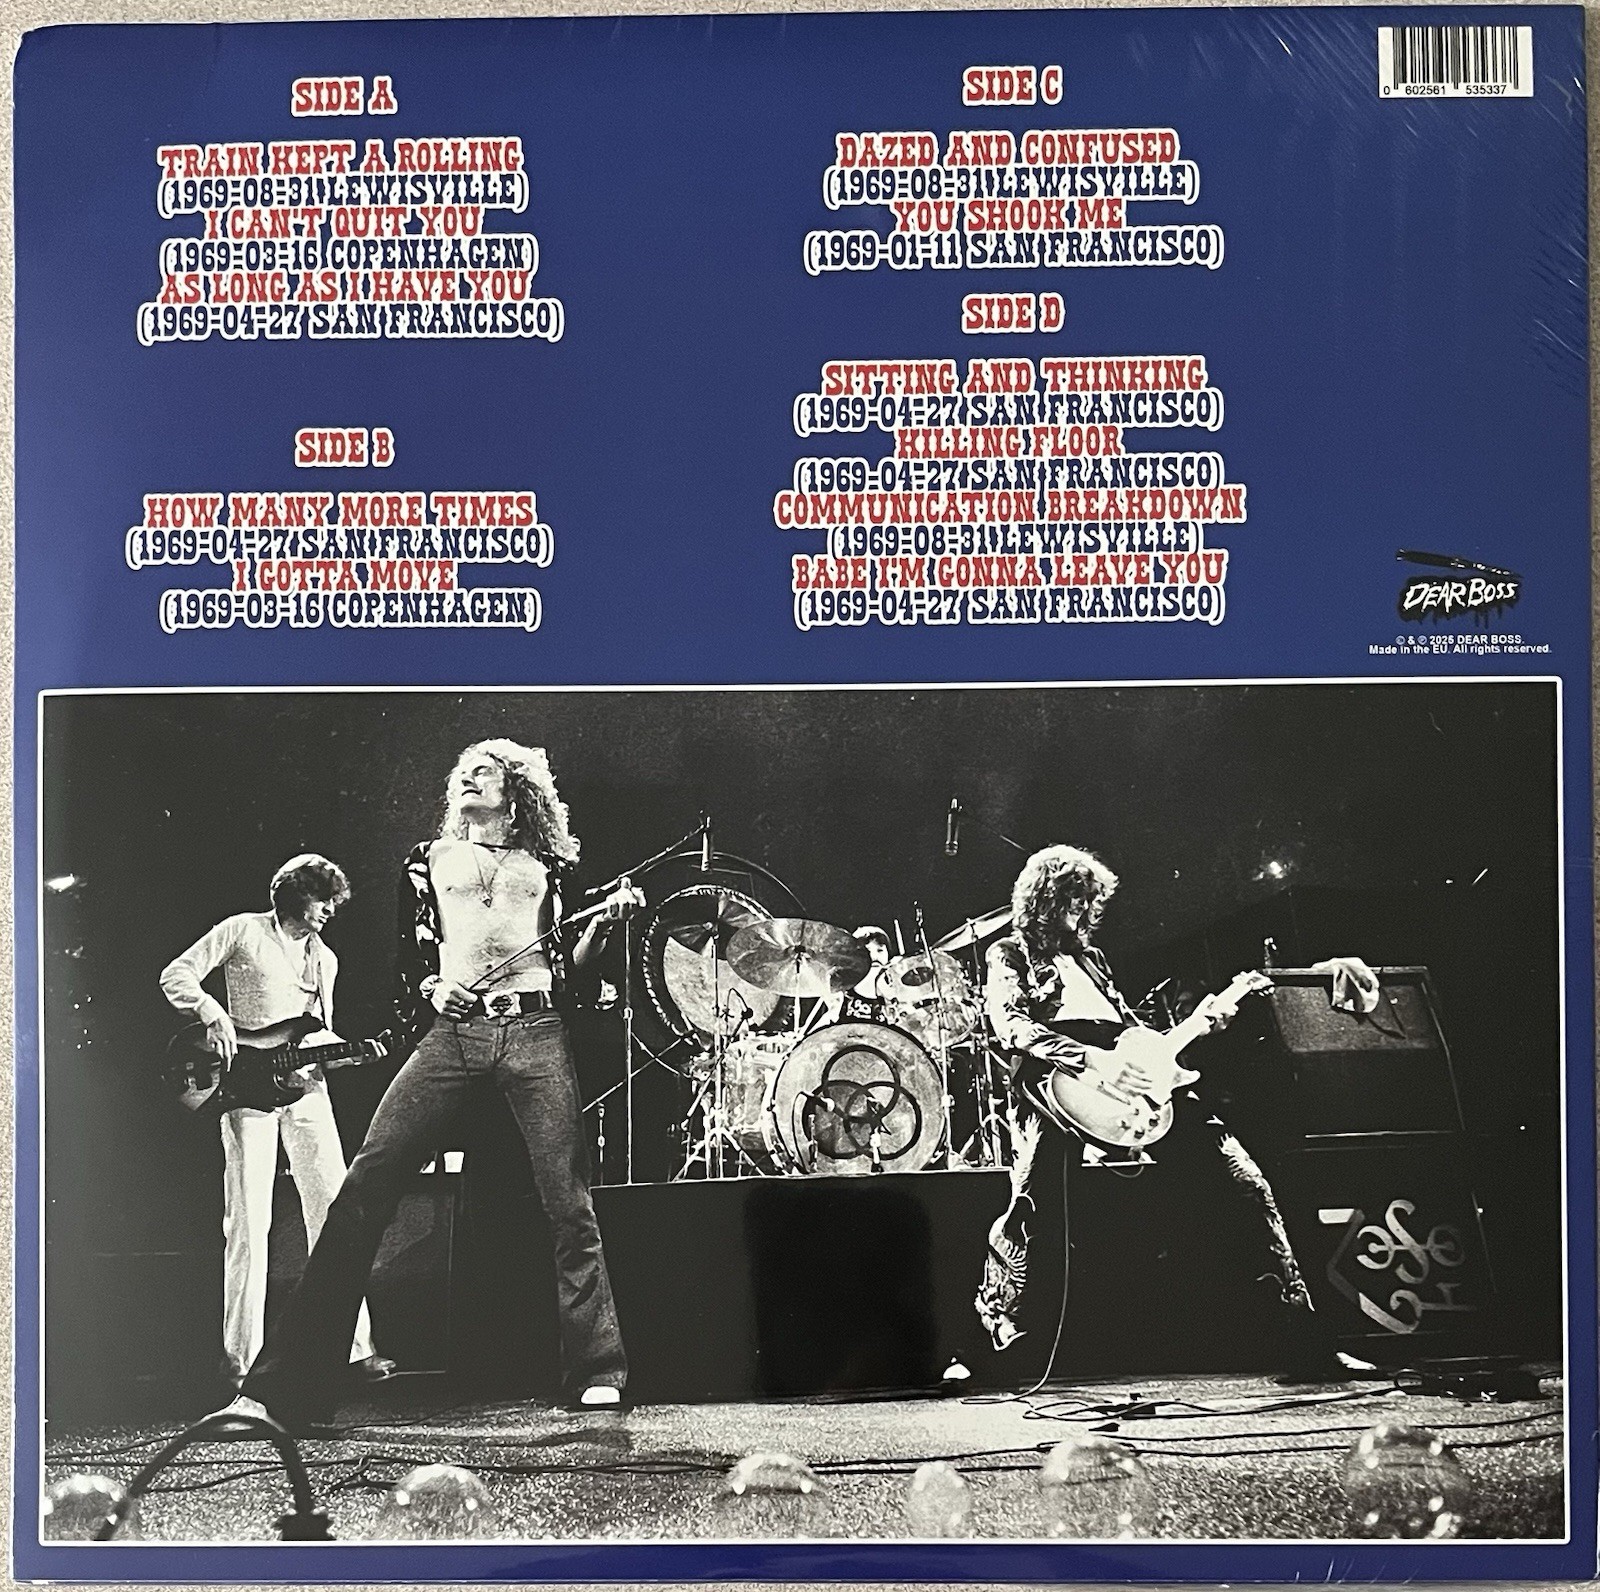 SIDE A
TRAIN KEPT A ROLLING
(1969-08-31 LEWISVILLE)
I CAN'T QUIT YOU
(1969-03-16 COPENHAGEN)
AS LONG AS I HAVE YOU
(1969-04-27 SAN FRANCISCO)
SIDE B
HOW MANY MORE TIMES
(1969-04-27 SAN FRANCISCO)
I GOTTA MOVE
(1969-03-16 COPENHAGEN)
SIDE C
DAZED AND CONFUSED
(1969-08-31 LEWISVILLE)
YOU SHOOK ME
(1969-01-11 SAN FRANCISCO)
SIDE D
SITTING AND THINKING
(1969-04-27 SAN FRANCISCO)
KILLING FLOOR
(1969-04-27 SAN FRANCISCO)
COMMUNICATION BREAKDOWN
(1969-08-31 LEWISVILLE)
BABE I'M GONNA LEAVE YOU
(1969-04-27 SAN FRANCISCO)
0 602561 535337
DEAR BOSS
© & ℗ 2025 DEAR BOSS.
Made in the EU. All rights reserved.